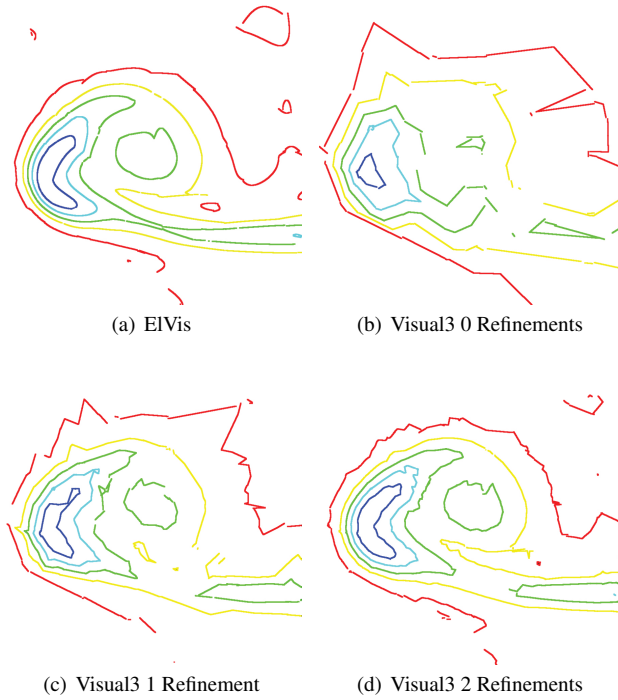 (a) ElVis
(b) Visual3 0 Refinements
(c) Visual3 1 Refinement
(d) Visual3 2 Refinements